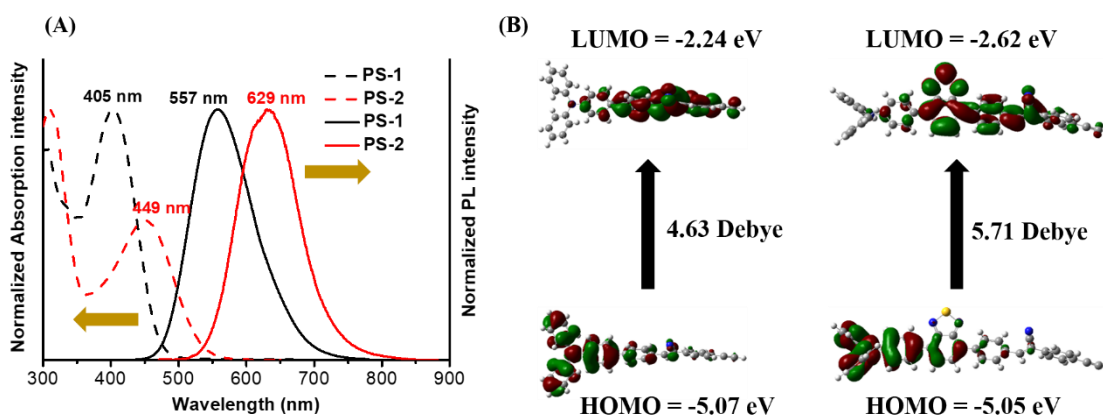 (A)
Normalized Absorption intensity
Normalized PL intensity
405 nm
557 nm
629 nm
449 nm
PS-1
PS-2
PS-1
PS-2
300 400 500 600 700 800 900
Wavelength (nm)
(B)
LUMO = -2.24 eV
LUMO = -2.62 eV
4.63 Debye
5.71 Debye
HOMO = -5.07 eV
HOMO = -5.05 eV